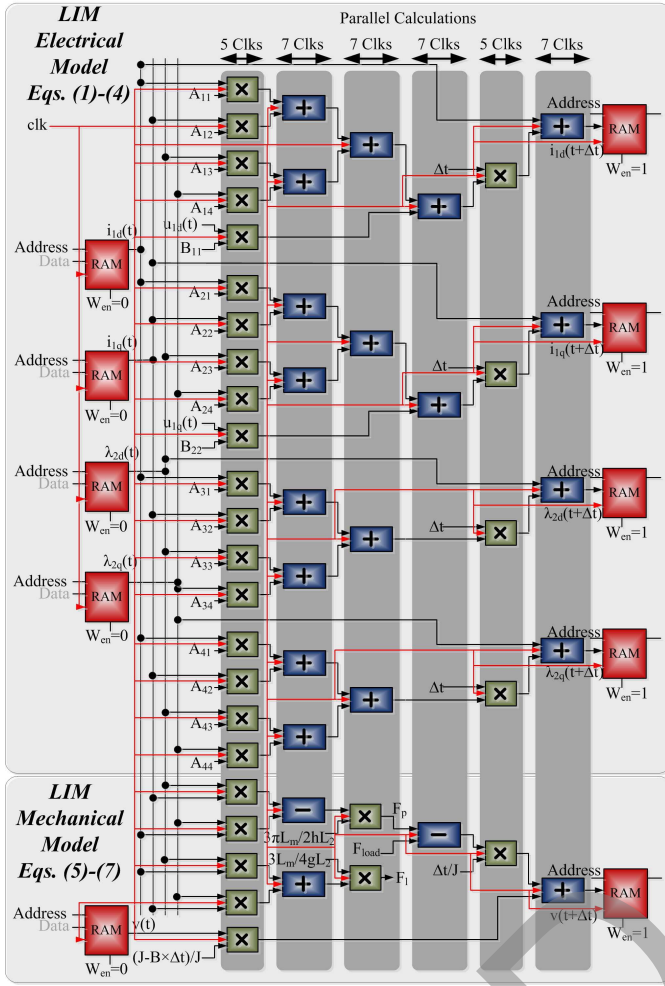 LIM
Electrical
Model
Eqs. (1)-(4)
Parallel Calculations
5 Clks
7 Clks
7 Clks
7 Clks
5 Clks
7 Clks
clk
A11
A12
A13
A14
u1d(t)
B11
Δt
Address
RAM
i1d(t+Δt)
Wen=1
i1d(t)
Address
Data
RAM
Wen=0
A21
A22
A23
A24
u1q(t)
B22
Δt
Address
RAM
i1q(t+Δt)
Wen=1
i1q(t)
Address
Data
RAM
Wen=0
λ2d(t)
Address
Data
RAM
Wen=0
A31
A32
A33
A34
Δt
Address
RAM
λ2d(t+Δt)
Wen=1
λ2q(t)
Address
Data
RAM
Wen=0
A41
A42
A43
A44
Δt
Address
RAM
λ2q(t+Δt)
Wen=1
LIM
Mechanical
Model
Eqs. (5)-(7)
3πLm/2hL2
Fp
Fload
3Lm/4gL2
Fl
Δt/J
Address
RAM
v(t+Δt)
Wen=1
Address
Data
RAM
v(t)
Wen=0
(J-B×Δt)/J